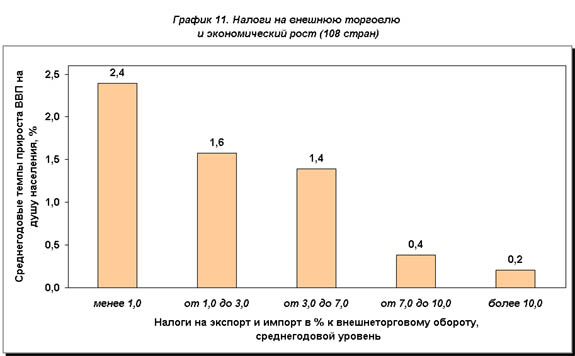 График 11. Налоги на внешнюю торговлю
и экономический рост (108 стран)
Среднегодовые темпы прироста ВВП на
душу населения, %
2,5
2,0
1,5
1,0
0,5
0,0
2,4
1,6
1,4
0,4
0,2
менее 1,0
от 1,0 до 3,0
от 3,0 до 7,0
от 7,0 до 10,0
более 10,0
Налоги на экспорт и импорт в % к внешнеторговому обороту,
среднегодовой уровень